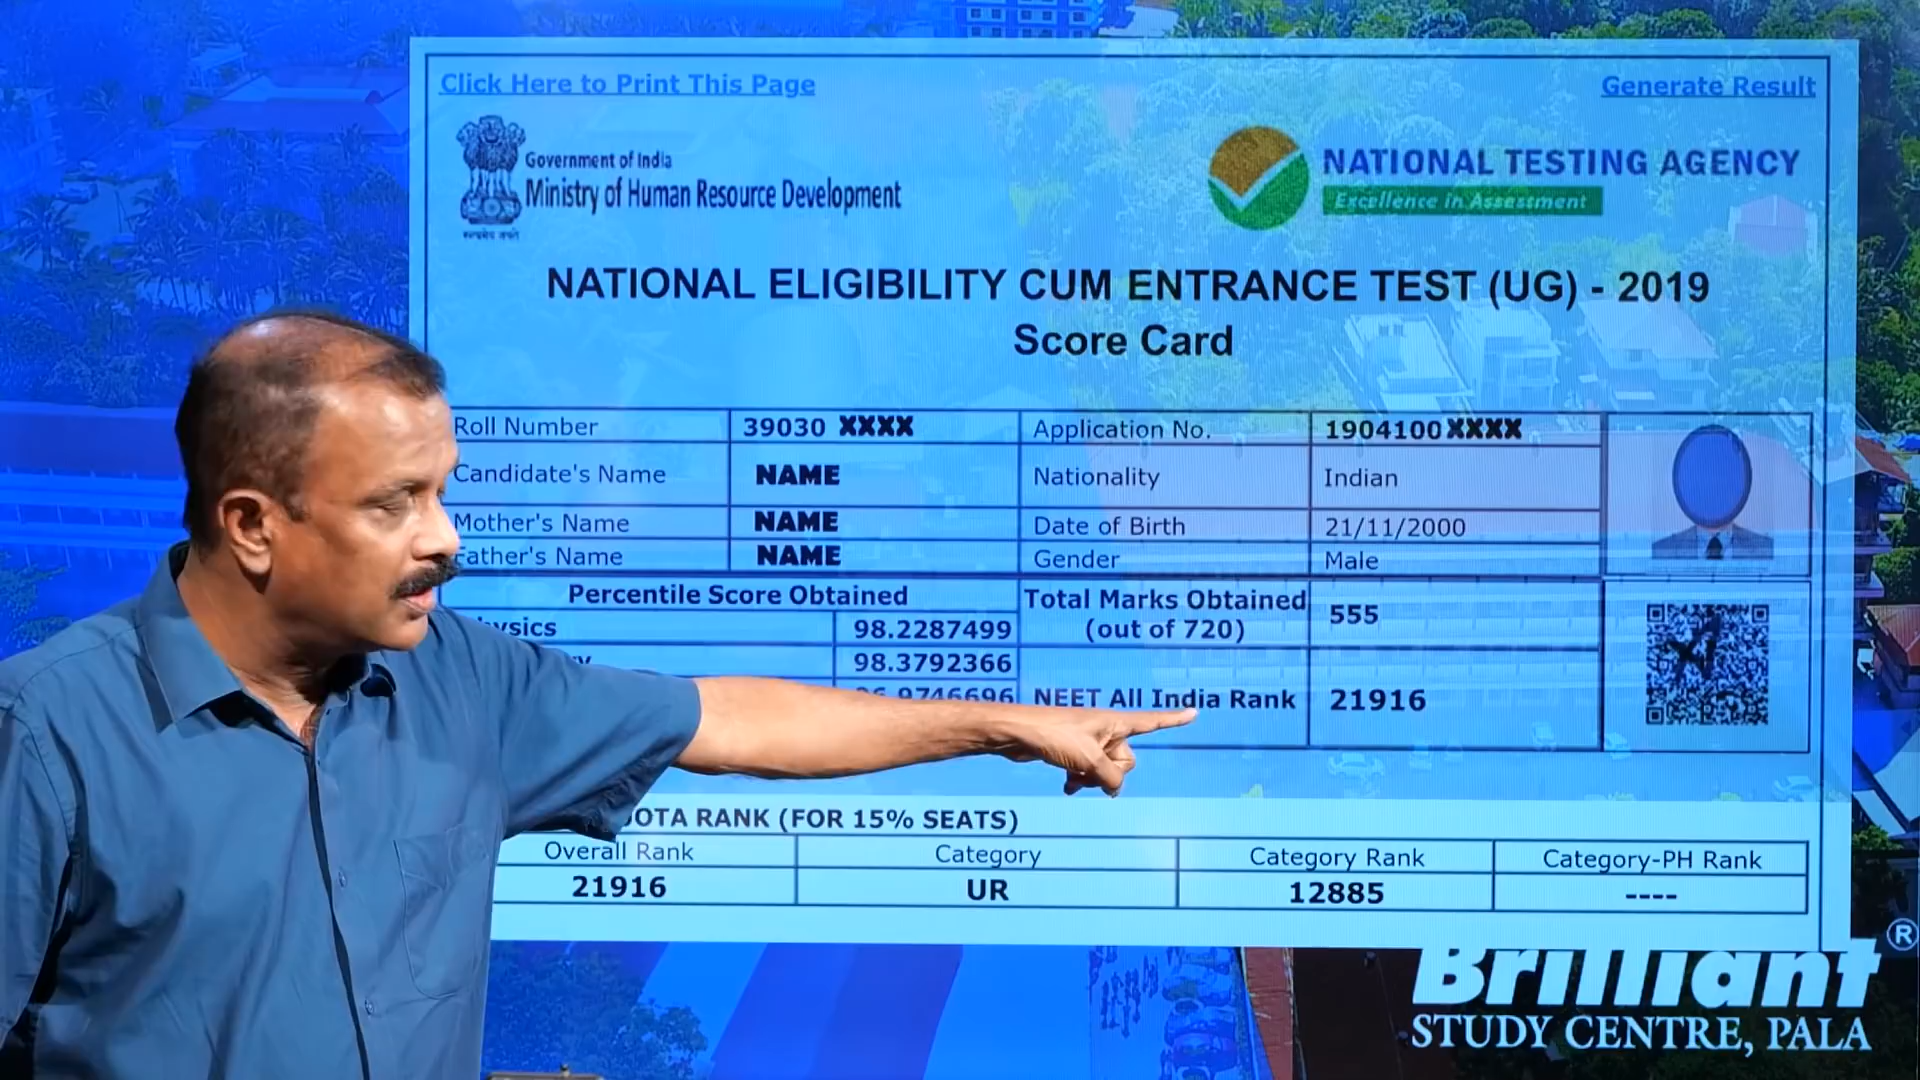 Click Here to Print This Page
Generate Result
Government of India
Ministry of Human Resource Development
सत्यमेव जयते
NATIONAL TESTING AGENCY
Excellence in Assessment
NATIONAL ELIGIBILITY CUM ENTRANCE TEST (UG) - 2019
Score Card
Roll Number 39030 XXXX Application No. 1904100XXXX
Candidate's Name NAME Nationality Indian
Mother's Name NAME Date of Birth 21/11/2000
Father's Name NAME Gender Male
Percentile Score Obtained
Total Marks Obtained
(out of 720)
555
98.2287499
98.3792366
NEET All India Rank 21916
RANK (FOR 15% SEATS)
Overall Rank Category Category Rank Category-PH Rank
21916 UR 12885 ----
Brilliant ®
STUDY CENTRE, PALA